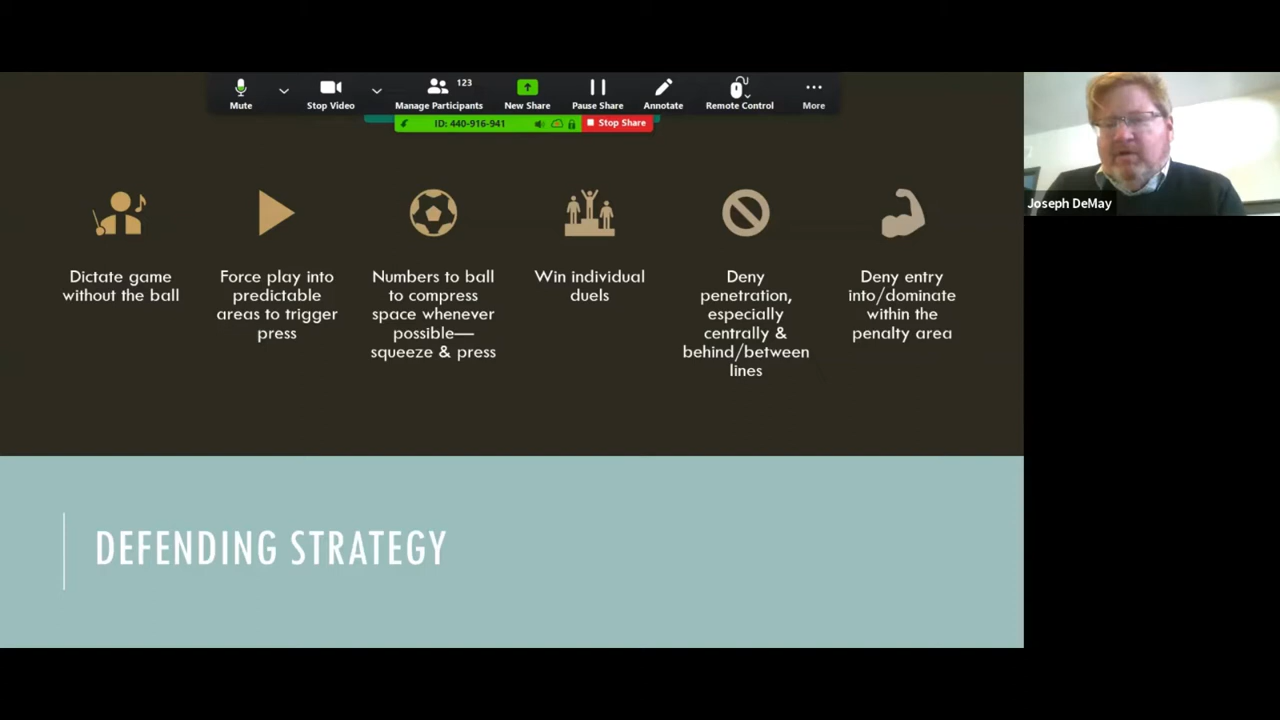 123
Mute
Stop Video
Manage Participants
New Share
Pause Share
Annotate
Remote Control
More
ID: 440-916-941
Stop Share
Joseph DeMay
Dictate game
without the ball
Force play into
predictable
areas to trigger
press
Numbers to ball
to compress
space whenever
possible—
squeeze & press
Win individual
duels
Deny
penetration,
especially
centrally &
behind/between
lines
Deny entry
into/dominate
within the
penalty area
DEFENDING STRATEGY